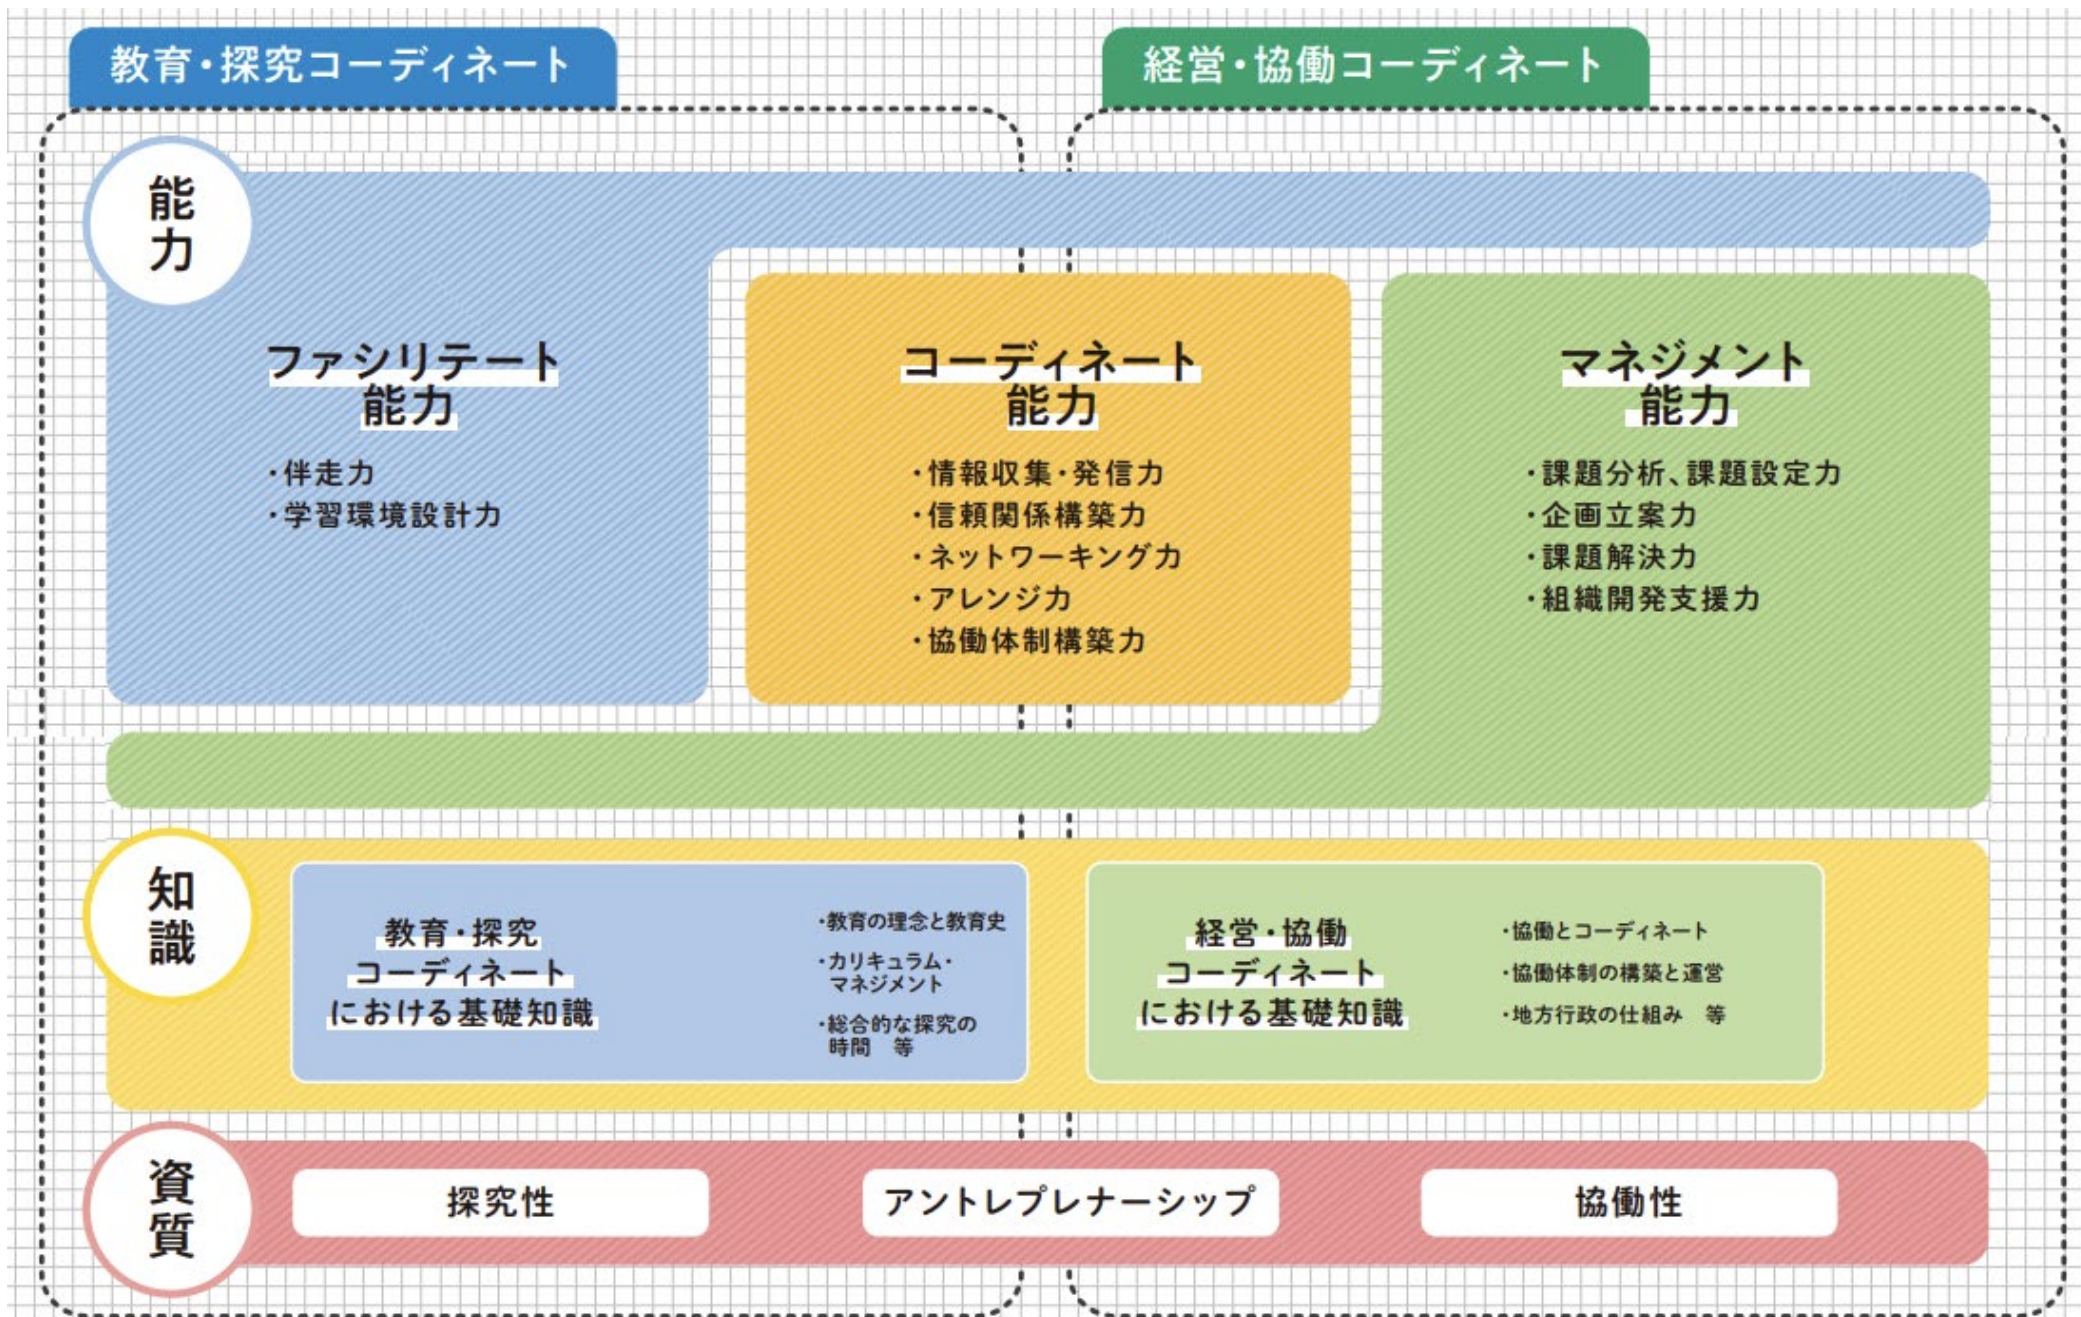 教育・探究コーディネート
経営・協働コーディネート
能力
ファシリテート
能力
・伴走力
・学習環境設計力
コーディネート
能力
・情報収集・発信力
・信頼関係構築力
・ネットワーキング力
・アレンジ力
・協働体制構築力
マネジメント
能力
・課題分析、課題設定力
・企画立案力
・課題解決力
・組織開発支援力
知識
教育・探究
コーディネート
における基礎知識
・教育の理念と教育史
・カリキュラム・
マネジメント
・総合的な探究の
時間　等
経営・協働
コーディネート
における基礎知識
・協働とコーディネート
・協働体制の構築と運営
・地方行政の仕組み　等
資質
探究性
アントレプレナーシップ
協働性